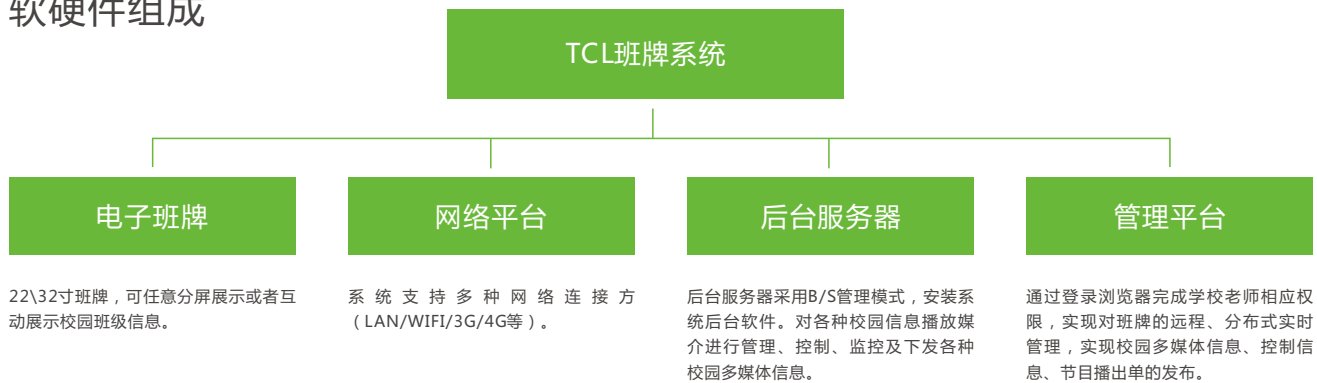 软硬件组成
TCL班牌系统
电子班牌
网络平台
后台服务器
管理平台
22\32寸班牌，可任意分屏展示或者互
动展示校园班级信息。
系统支持多种网络连接方
（LAN/WIFI/3G/4G等）。
后台服务器采用B/S管理模式，安装系
统后台软件。对各种校园信息播放媒
介进行管理、控制、监控及下发各种
校园多媒体信息。
通过登录浏览器完成学校老师相应权
限，实现对班牌的远程、分布式实时
管理，实现校园多媒体信息、控制信
息、节目播出单的发布。